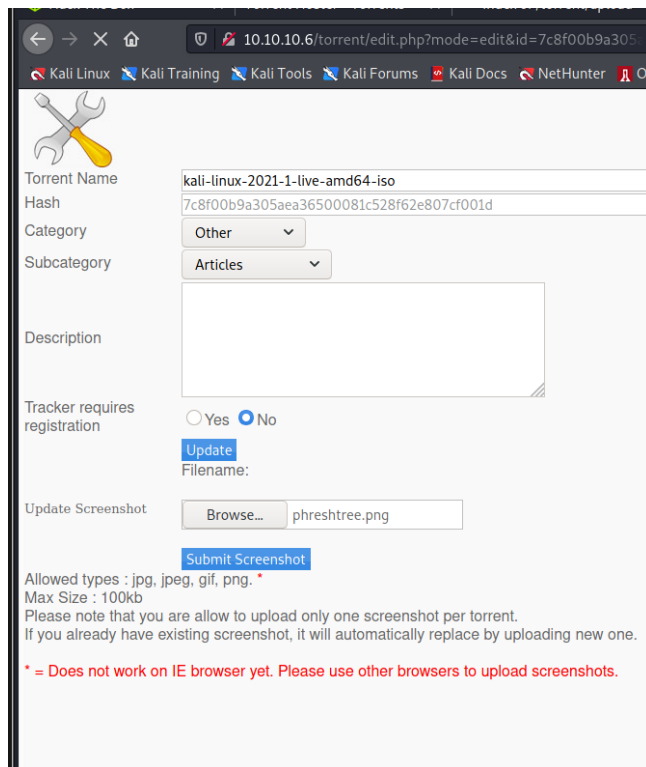 10.10.10.6/torrent/edit.php?mode=edit&id=7c8f00b9a305
Kali Linux Kali Training Kali Tools Kali Forums Kali Docs NetHunter
Torrent Name kali-linux-2021-1-live-amd64-iso
Hash 7c8f00b9a305aea36500081c528f62e807cf001d
Category Other
Subcategory Articles
Description
Tracker requires
registration Yes No
Update
Filename:
Update Screenshot Browse... phreshtree.png
Submit Screenshot
Allowed types : jpg, jpeg, gif, png. *
Max Size : 100kb
Please note that you are allow to upload only one screenshot per torrent.
If you already have existing screenshot, it will automatically replace by uploading new one.
* = Does not work on IE browser yet. Please use other browsers to upload screenshots.